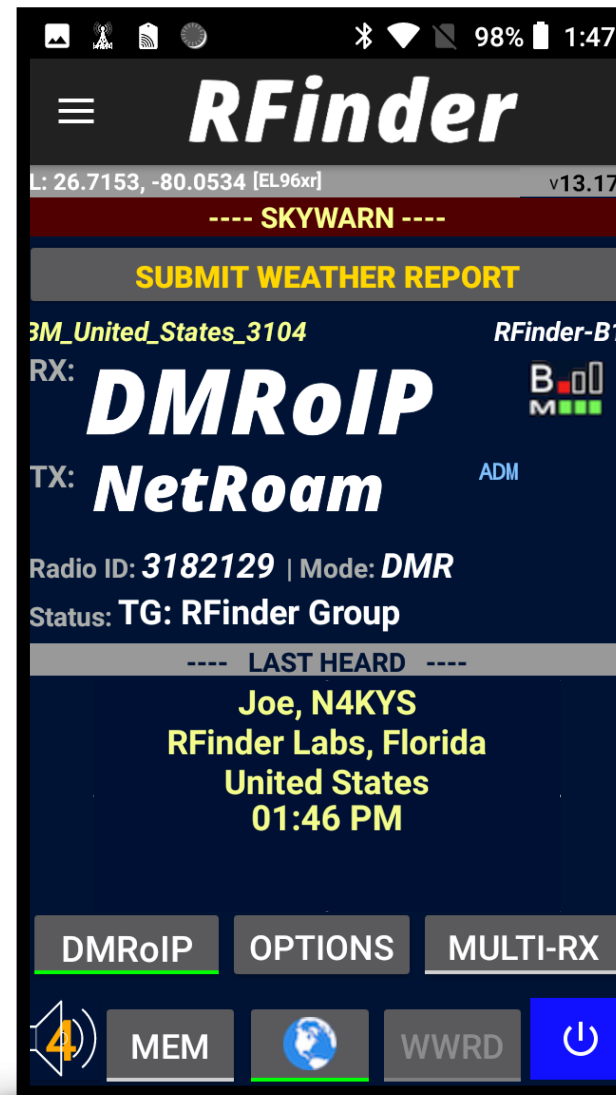 98% 1:47
RFinder
L: 26.7153, -80.0534 [EL96xr] v13.17
---- SKYWARN ----
SUBMIT WEATHER REPORT
BM_United_States_3104 RFinder-B1
RX: DMRoIP B
M
TX: NetRoam ADM
Radio ID: 3182129 | Mode: DMR
Status: TG: RFinder Group
---- LAST HEARD ----
Joe, N4KYS
RFinder Labs, Florida
United States
01:46 PM
DMRoIP OPTIONS MULTI-RX
4 MEM WWRD